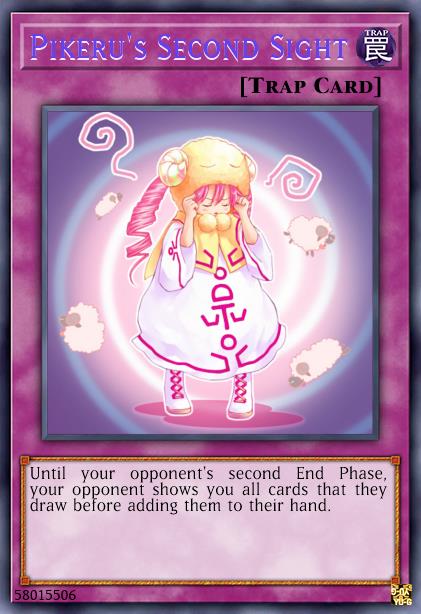 Pikeru's Second Sight
TRAP
罠
[Trap Card]
Until your opponent's second End Phase,
your opponent shows you all cards that they
draw before adding them to their hand.
58015506